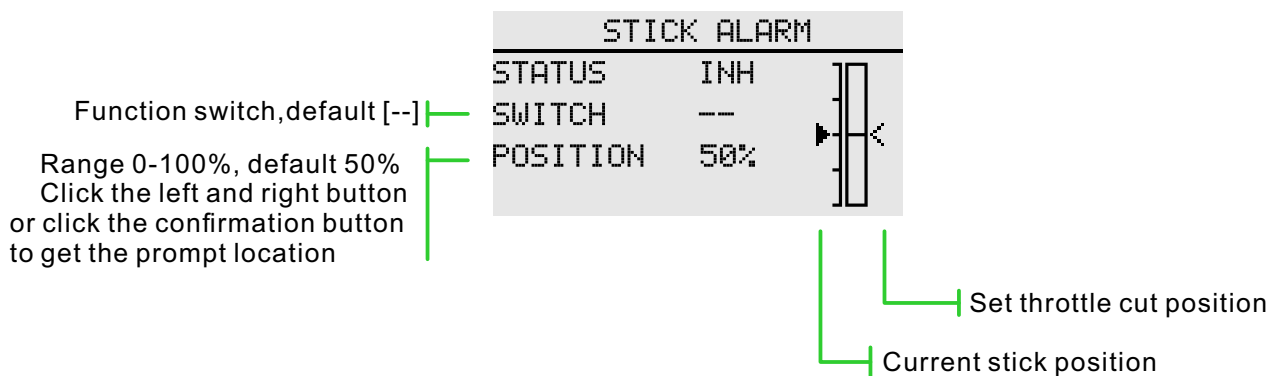 STICK ALARM
STATUS INH
Function switch,default [--]
SWITCH --
Range 0-100%, default 50%
POSITION 50%
Click the left and right button
or click the confirmation button
to get the prompt location
Set throttle cut position
Current stick position